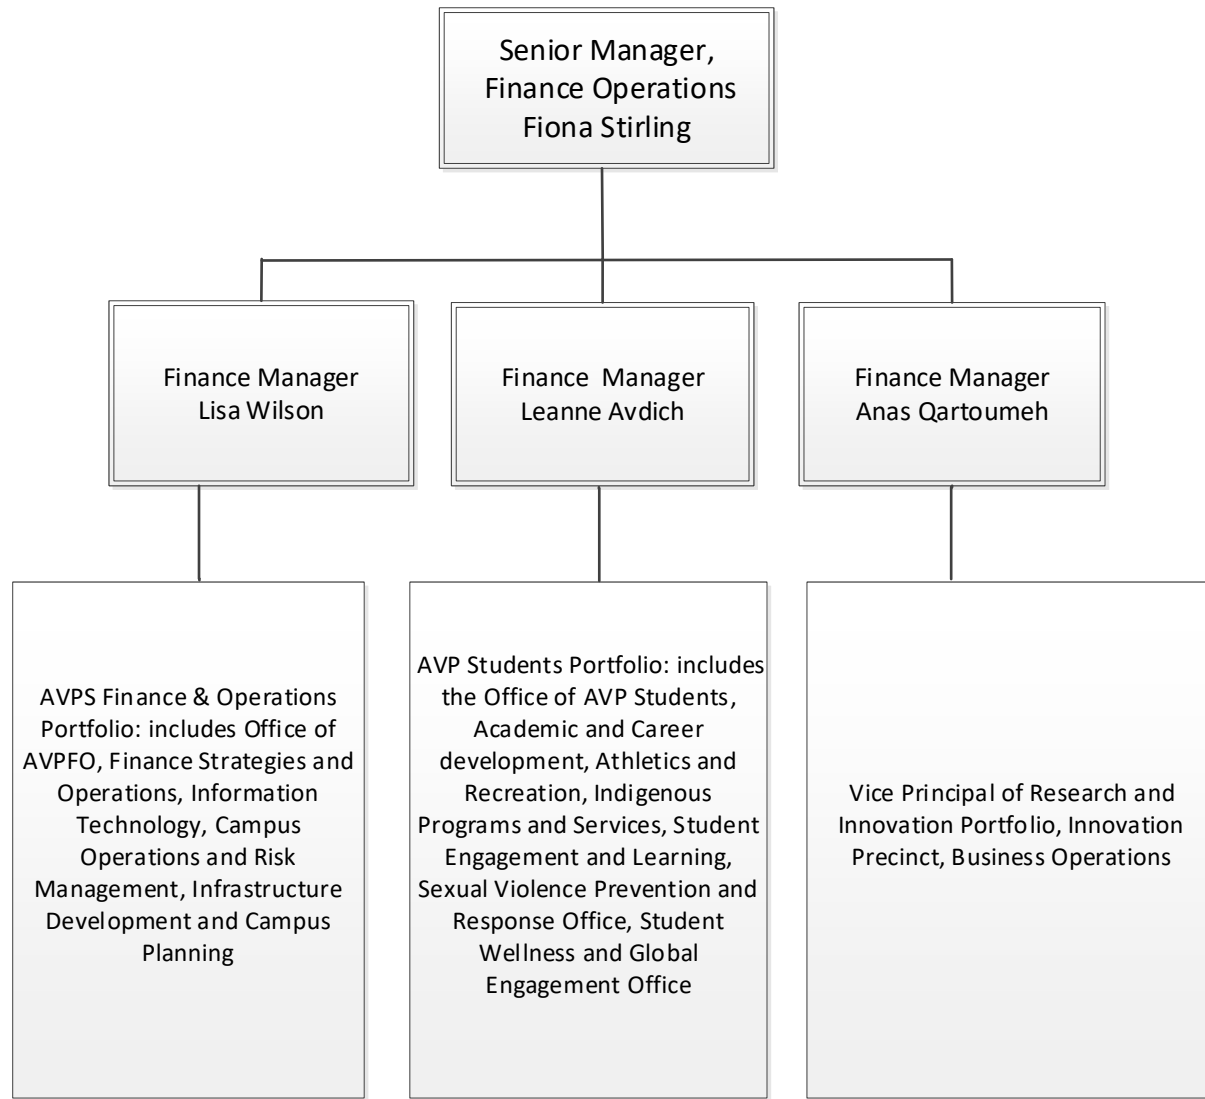 Senior Manager,
Finance Operations
Fiona Stirling
Finance Manager
Lisa Wilson
Finance  Manager
Leanne Avdich
Finance Manager
Anas Qartoumeh
AVPS Finance & Operations
Portfolio: includes Office of
AVPFO, Finance Strategies and
Operations, Information
Technology, Campus
Operations and Risk
Management, Infrastructure
Development and Campus
Planning
AVP Students Portfolio: includes
the Office of AVP Students,
Academic and Career
development, Athletics and
Recreation, Indigenous
Programs and Services, Student
Engagement and Learning,
Sexual Violence Prevention and
Response Office, Student
Wellness and Global
Engagement Office
Vice Principal of Research and
Innovation Portfolio, Innovation
Precinct, Business Operations